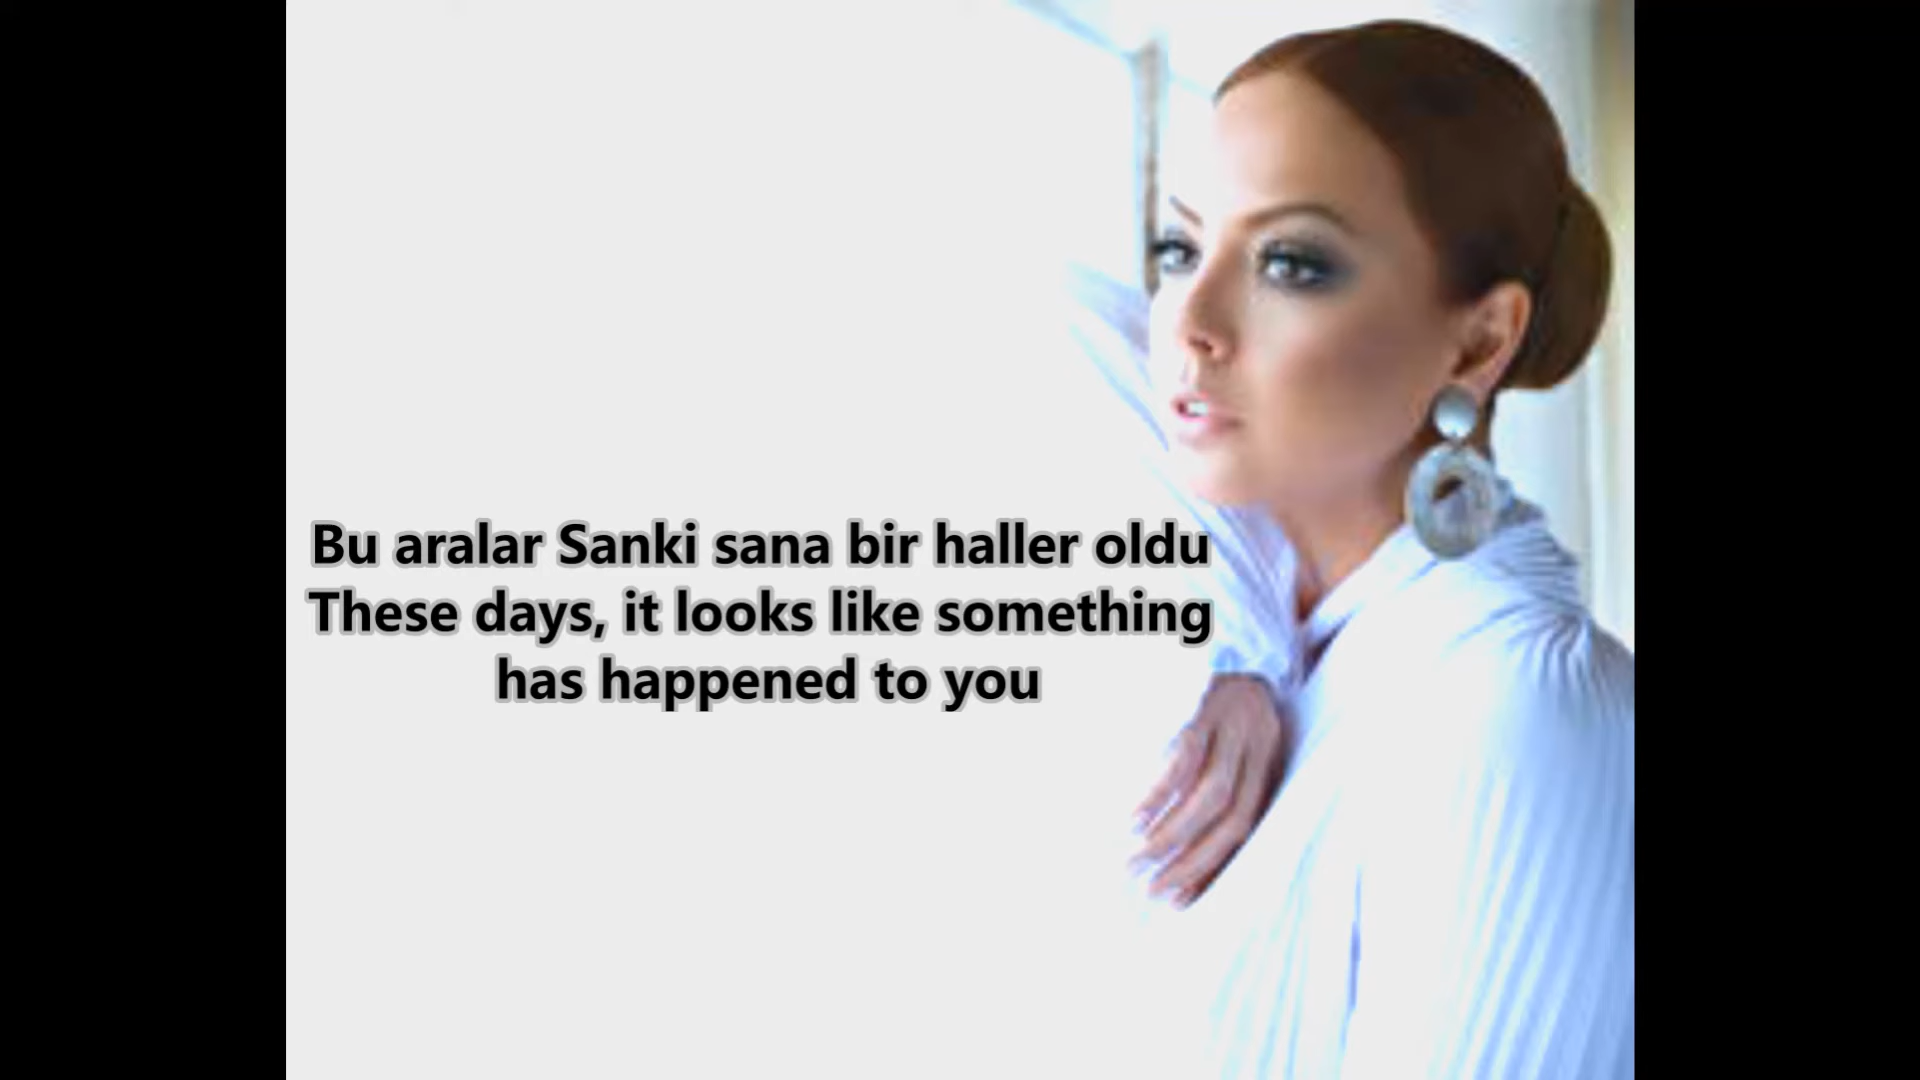 Bu aralar Sanki sana bir haller oldu
These days, it looks like something
has happened to you